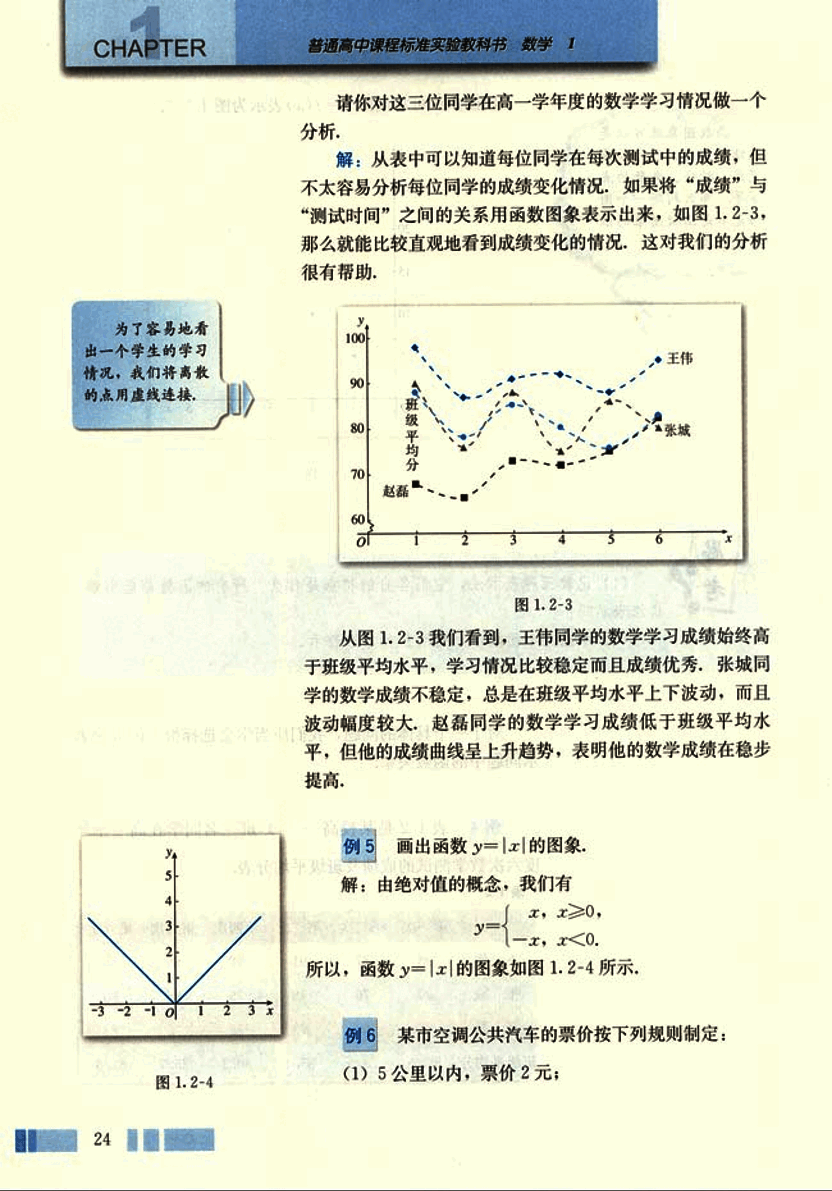 1
CHAPTER
普通高中课程标准实验教科书 数学 1
请你对这三位同学在高一学年度的数学学习情况做一个
分析.
解：从表中可以知道每位同学在每次测试中的成绩，但
不太容易分析每位同学的成绩变化情况. 如果将“成绩”与
“测试时间”之间的关系用函数图象表示出来，如图 1.2-3，
那么就能比较直观地看到成绩变化的情况. 这对我们的分析
很有帮助.
为了容易地看
出一个学生的学习
情况，我们将离散
的点用虚线连接.
y
100
90
80
70
60
O 1 2 3 4 5 6 x
王伟
班级平均分
张城
赵磊
图 1.2-3
从图 1.2-3 我们看到，王伟同学的数学学习成绩始终高
于班级平均水平，学习情况比较稳定而且成绩优秀. 张城同
学的数学成绩不稳定，总是在班级平均水平上下波动，而且
波动幅度较大. 赵磊同学的数学学习成绩低于班级平均水
平，但他的成绩曲线呈上升趋势，表明他的数学成绩在稳步
提高.
例 5 画出函数 y=|x|的图象.
解：由绝对值的概念，我们有
y={ x，x≥0，
-x，x<0.
所以，函数 y=|x|的图象如图 1.2-4 所示.
y
5
4
3
2
1
-3 -2 -1 O 1 2 3 x
图 1.2-4
例 6 某市空调公共汽车的票价按下列规则制定：
（1）5 公里以内，票价 2 元；
24